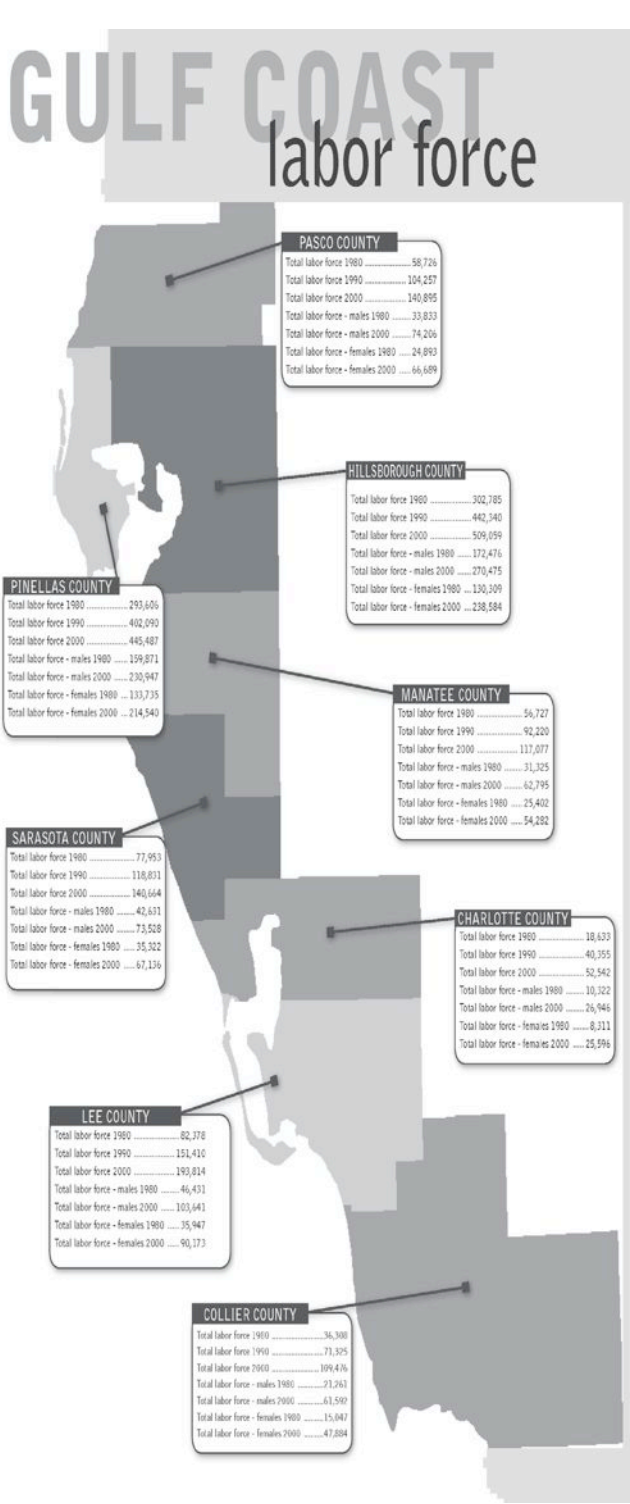 GULF COAST
labor force
PASCO COUNTY
Total labor force 1980 .................... 58,726
Total labor force 1990 .................. 104,257
Total labor force 2000 .................. 140,895
Total labor force - males 1980 ........ 33,833
Total labor force - males 2000 ........ 74,206
Total labor force - females 1980 ..... 24,893
Total labor force - females 2000 ..... 66,689
HILLSBOROUGH COUNTY
Total labor force 1980 .................. 302,785
Total labor force 1990 .................. 442,340
Total labor force 2000 .................. 509,059
Total labor force - males 1980 ...... 172,476
Total labor force - males 2000 ...... 270,475
Total labor force - females 1980 ... 130,309
Total labor force - females 2000 ... 238,584
PINELLAS COUNTY
Total labor force 1980 .................. 293,606
Total labor force 1990 .................. 402,090
Total labor force 2000 .................. 445,487
Total labor force - males 1980 ...... 159,871
Total labor force - males 2000 ...... 230,947
Total labor force - females 1980 ... 133,735
Total labor force - females 2000 ... 214,540
MANATEE COUNTY
Total labor force 1980 .................... 56,727
Total labor force 1990 .................... 92,220
Total labor force 2000 .................. 117,077
Total labor force - males 1980 ........ 31,325
Total labor force - males 2000 ........ 62,795
Total labor force - females 1980 ..... 25,402
Total labor force - females 2000 ..... 54,282
SARASOTA COUNTY
Total labor force 1980 .................... 77,953
Total labor force 1990 .................. 118,831
Total labor force 2000 .................. 140,664
Total labor force - males 1980 ........ 42,631
Total labor force - males 2000 ........ 73,528
Total labor force - females 1980 ..... 35,322
Total labor force - females 2000 ..... 67,136
CHARLOTTE COUNTY
Total labor force 1980 .................... 18,633
Total labor force 1990 .................... 40,355
Total labor force 2000 .................... 52,542
Total labor force - males 1980 ........ 10,322
Total labor force - males 2000 ........ 26,946
Total labor force - females 1980 ....... 8,311
Total labor force - females 2000 ..... 25,596
LEE COUNTY
Total labor force 1980 .................... 82,378
Total labor force 1990 .................. 151,410
Total labor force 2000 .................. 193,814
Total labor force - males 1980 ........ 46,431
Total labor force - males 2000 ...... 103,641
Total labor force - females 1980 ..... 35,947
Total labor force - females 2000 ..... 90,173
COLLIER COUNTY
Total labor force 1980 .................... 36,308
Total labor force 1990 .................... 71,325
Total labor force 2000 .................. 109,476
Total labor force - males 1980 ........ 21,261
Total labor force - males 2000 ........ 61,592
Total labor force - females 1980 ........ 15,047
Total labor force - females 2000 ..... 47,884